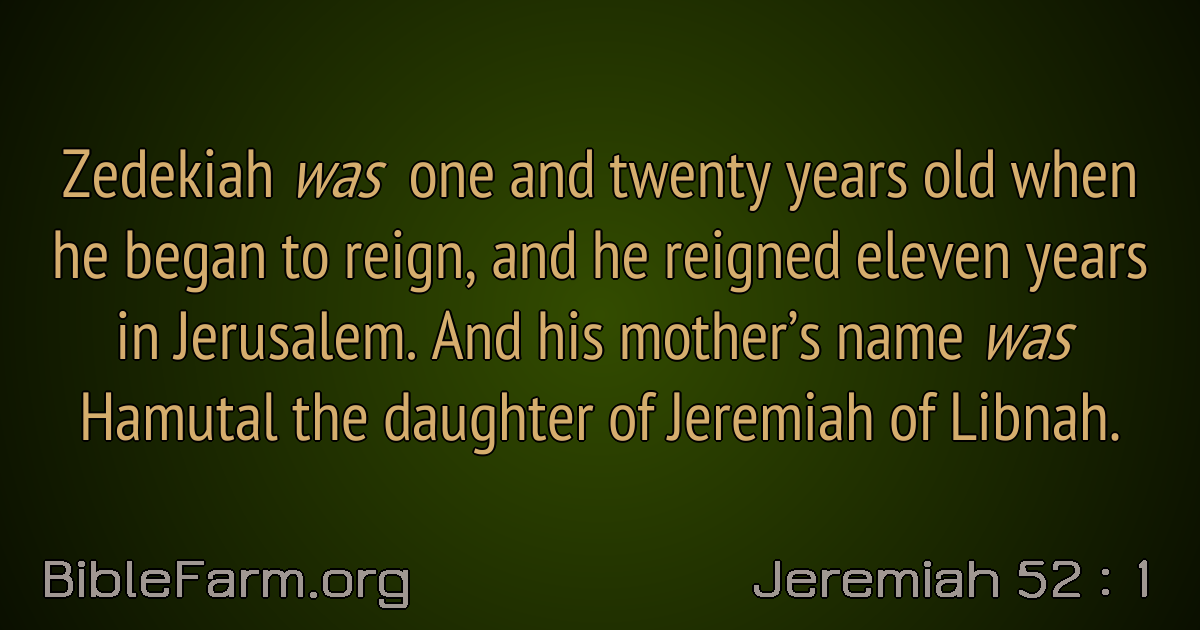 Zedekiah was one and twenty years old when
he began to reign, and he reigned eleven years
in Jerusalem. And his mother’s name was
Hamutal the daughter of Jeremiah of Libnah.
BibleFarm.org
Jeremiah 52 : 1